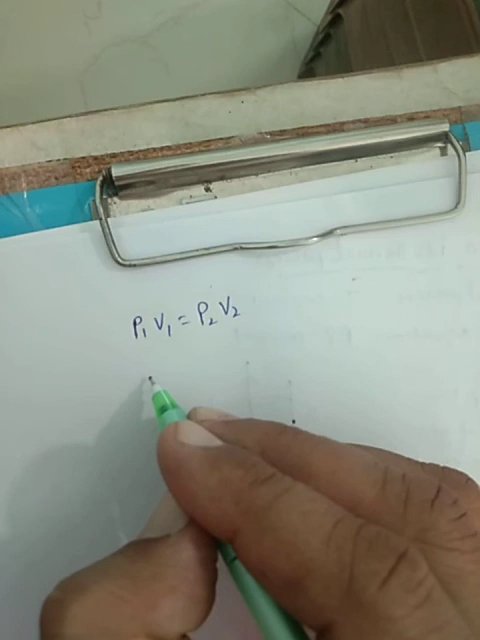 P₁ V₁ = P₂ V₂